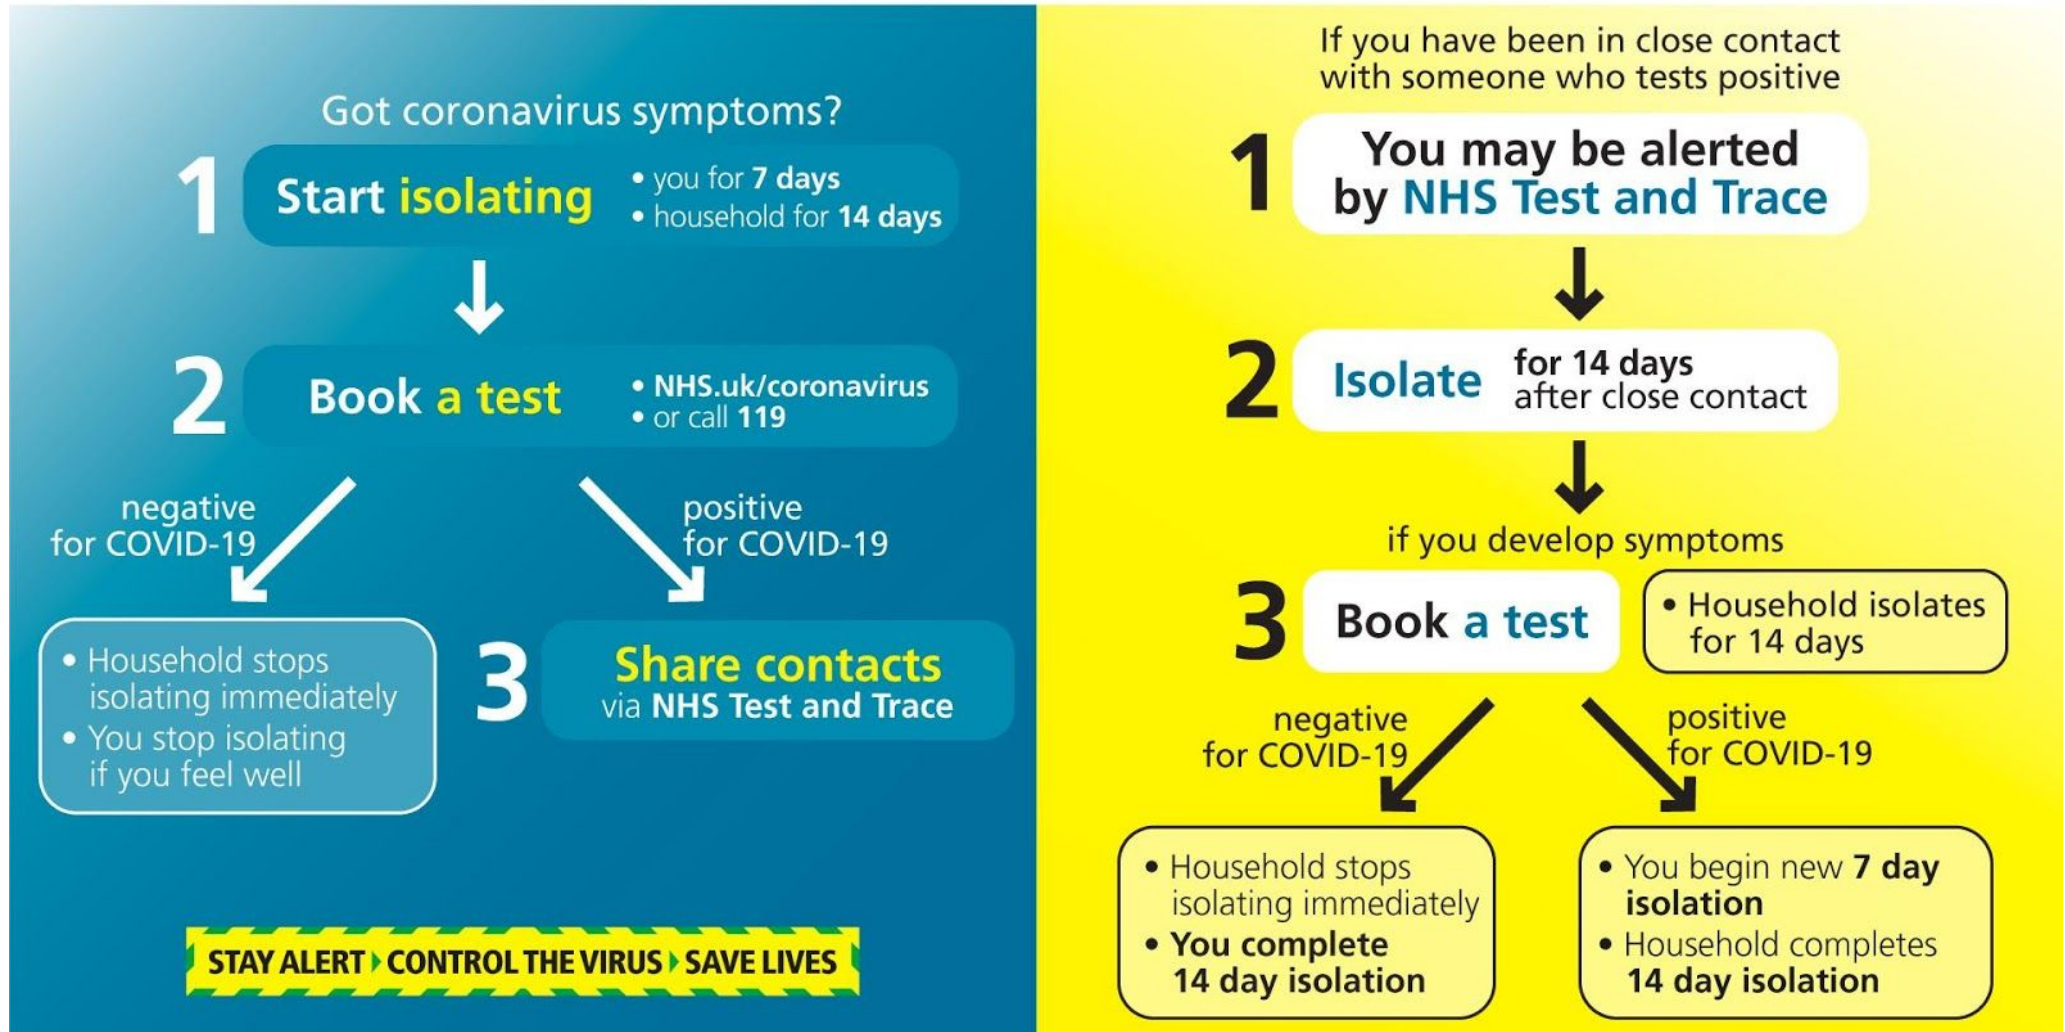 Got coronavirus symptoms?
1
Start isolating
• you for 7 days
• household for 14 days
2
Book a test
• NHS.uk/coronavirus
• or call 119
negative
for COVID-19
positive
for COVID-19
• Household stops
isolating immediately
• You stop isolating
if you feel well
3
Share contacts
via NHS Test and Trace
STAY ALERT CONTROL THE VIRUS SAVE LIVES
If you have been in close contact
with someone who tests positive
1
You may be alerted
by NHS Test and Trace
2
Isolate
for 14 days
after close contact
if you develop symptoms
3
Book a test
• Household isolates
for 14 days
negative
for COVID-19
positive
for COVID-19
• Household stops
isolating immediately
• You complete
14 day isolation
• You begin new 7 day
isolation
• Household completes
14 day isolation